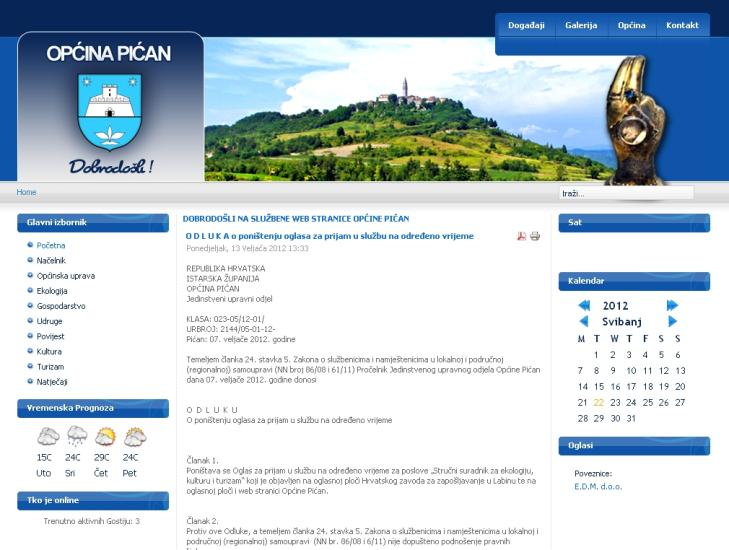 Događaji Galerija Općina Kontakt
OPĆINA PIĆAN
Dobrodošli !
Home
traži...
Glavni izbornik
Početna
Načelnik
Općinska uprava
Ekologija
Gospodarstvo
Udruge
Povijest
Kultura
Turizam
Natječaji
Vremenska Prognoza
15C 24C 29C 24C
Uto Sri Čet Pet
Tko je online
Trenutno aktivnih Gostiju: 3
DOBRODOŠLI NA SLUŽBENE WEB STRANICE OPĆINE PIĆAN
O D L U K A o poništenju oglasa za prijam u službu na određeno vrijeme
Ponedjeljak, 13 Veljača 2012 13:33
REPUBLIKA HRVATSKA
ISTARSKA ŽUPANIJA
OPĆINA PIĆAN
Jedinstveni upravni odjel
KLASA: 023-05/12-01/
URBROJ: 2144/05-01-12-
Pićan: 07. veljače 2012. godine
Temeljem članka 24. stavka 5. Zakona o službenicima i namještenicima u lokalnoj i područnoj
(regionalnoj) samoupravi (NN broj 86/08 i 61/11) Pročelnik Jedinstvenog upravnog odjela Općine Pićan
dana 07. veljače 2012. godine donosi
O D L U K U
O poništenju oglasa za prijam u službu na određeno vrijeme
Članak 1.
Poništava se Oglas za prijam u službu na određeno vrijeme za poslove „Stručni suradnik za ekologiju,
kulturu i turizam" koji je objavljen na oglasnoj ploči Hrvatskog zavoda za zapošljavanje u Labinu te na
oglasnoj ploči i web stranici Općine Pićan.
Članak 2.
Protiv ove Odluke, a temeljem članka 24. stavka 5. Zakona o službenicima i namještenicima u lokalnoj i
područnoj (regionalnoj) samoupravi (NN br. 86/08 i 6/11) nije dopušteno podnošenje pravnih
Sat
Kalendar
2012
Svibanj
M T W T F S S
1 2 3 4 5 6
7 8 9 10 11 12 13
14 15 16 17 18 19 20
21 22 23 24 25 26 27
28 29 30 31
Oglasi
Poveznice:
E.D.M. d.o.o.